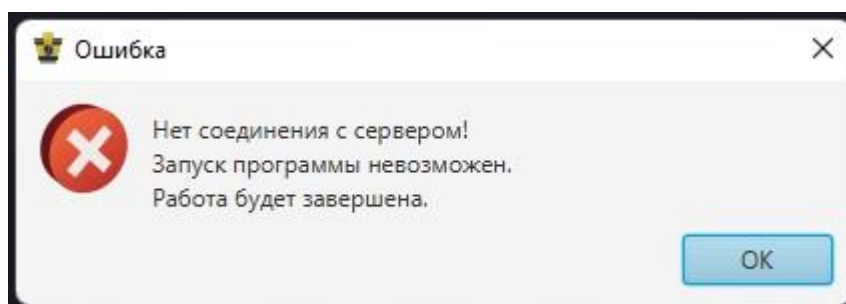 Ошибка
Нет соединения с сервером!
Запуск программы невозможен.
Работа будет завершена.
OK